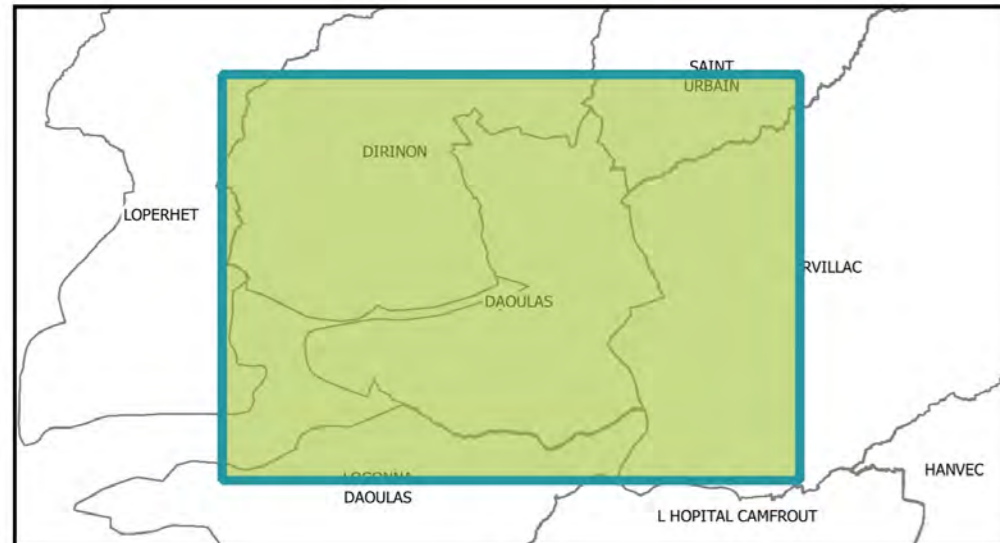 SAINT
URBAIN
DIRINON
LOPERHET
RVILLAC
DAOULAS
LOGONNA
DAOULAS
HANVEC
L HOPITAL CAMFROUT